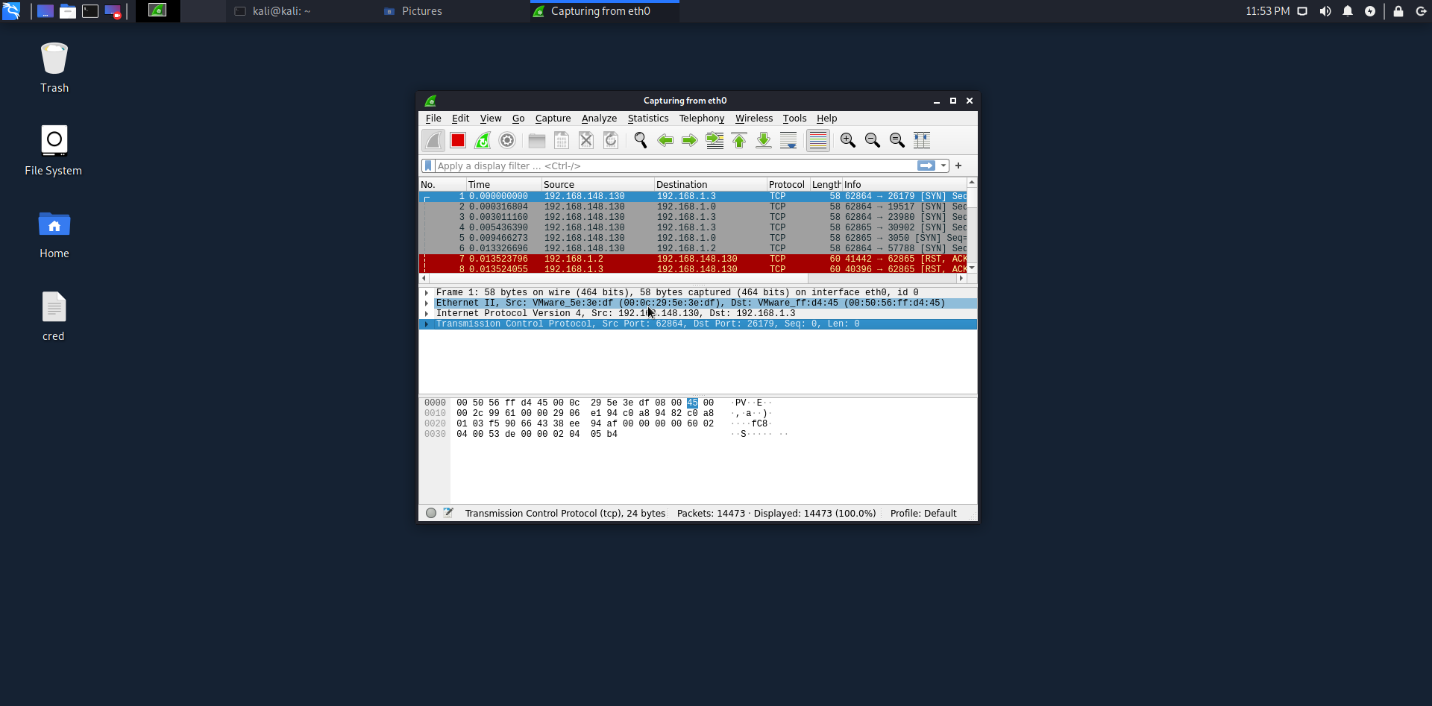 kali@kali: ~
Pictures
Capturing from eth0
11:53 PM
Trash
File System
Home
cred
Capturing from eth0
File Edit View Go Capture Analyze Statistics Telephony Wireless Tools Help
Apply a display filter ... <Ctrl-/>
+
No. Time Source Destination Protocol Length Info
1 0.000000000 192.168.148.130 192.168.1.3 TCP 58 62864 → 26179 [SYN] Seq
2 0.000316804 192.168.148.130 192.168.1.0 TCP 58 62864 → 19517 [SYN] Seq
3 0.003011160 192.168.148.130 192.168.1.3 TCP 58 62864 → 23980 [SYN] Seq
4 0.005436390 192.168.148.130 192.168.1.3 TCP 58 62865 → 30902 [SYN] Seq
5 0.009466273 192.168.148.130 192.168.1.0 TCP 58 62865 → 3050 [SYN] Seq=
6 0.013326696 192.168.148.130 192.168.1.2 TCP 58 62864 → 57788 [SYN] Seq
7 0.013523796 192.168.1.2 192.168.148.130 TCP 60 41442 → 62865 [RST, ACK
8 0.013524055 192.168.1.3 192.168.148.130 TCP 60 40396 → 62865 [RST, ACK
Frame 1: 58 bytes on wire (464 bits), 58 bytes captured (464 bits) on interface eth0, id 0
Ethernet II, Src: VMware_5e:3e:df (00:0c:29:5e:3e:df), Dst: VMware_ff:d4:45 (00:50:56:ff:d4:45)
Internet Protocol Version 4, Src: 192.168.148.130, Dst: 192.168.1.3
Transmission Control Protocol, Src Port: 62864, Dst Port: 26179, Seq: 0, Len: 0
0000 00 50 56 ff d4 45 00 0c 29 5e 3e df 08 00 45 00 ·PV··E··
0010 00 2c 99 61 00 00 29 06 e1 94 c0 a8 94 82 c0 a8 ·,·a··)·
0020 01 03 f5 90 66 43 38 ee 94 af 00 00 00 00 60 02 ····fC8·
0030 04 00 53 de 00 00 02 04 05 b4 ··S····· ··
Transmission Control Protocol (tcp), 24 bytes
Packets: 14473 · Displayed: 14473 (100.0%)
Profile: Default